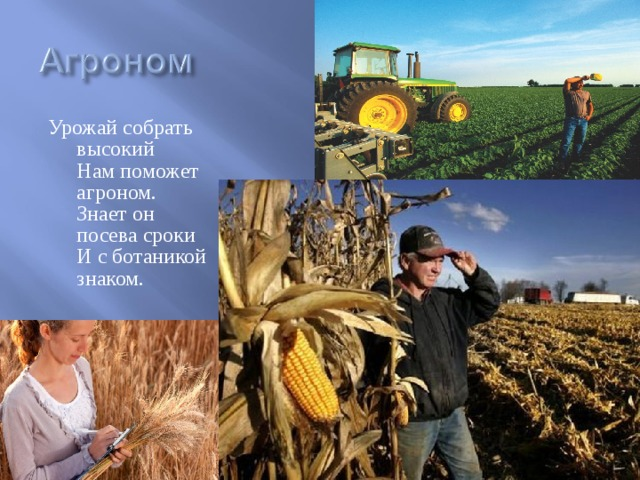 Агроном
Урожай собрать
высокий
Нам поможет
агроном.
Знает он
посева сроки
И с ботаникой
знаком.